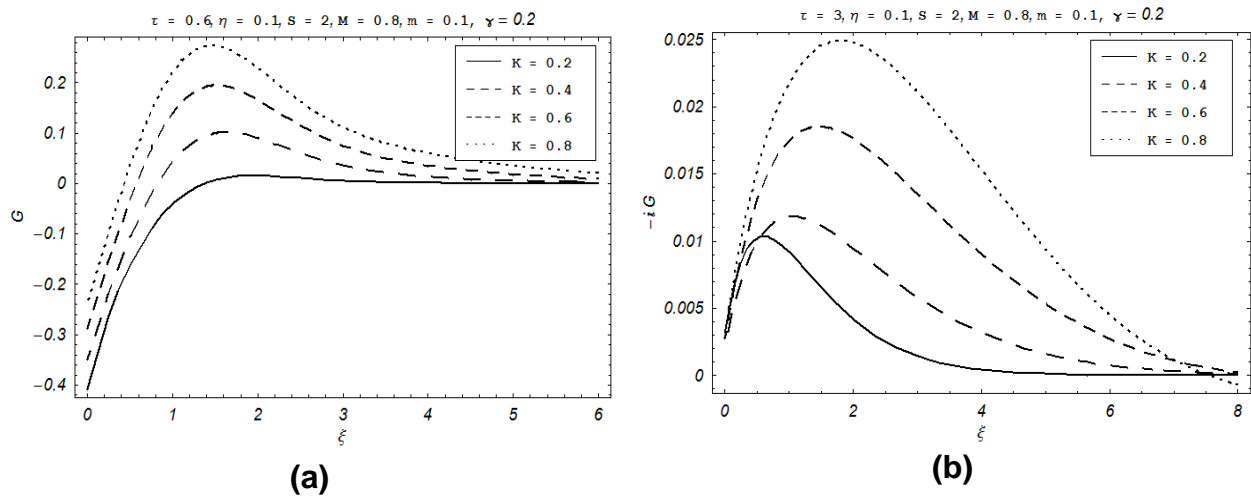 τ = 0.6, η = 0.1, S = 2, M = 0.8, m = 0.1, γ = 0.2
G
0.2
0.1
0
−0.1
−0.2
−0.3
−0.4
K = 0.2
K = 0.4
K = 0.6
K = 0.8
0 1 2 3 4 5 6
ξ
(a)
τ = 3, η = 0.1, S = 2, M = 0.8, m = 0.1, γ = 0.2
−i G
0.025
0.02
0.015
0.01
0.005
0
K = 0.2
K = 0.4
K = 0.6
K = 0.8
0 2 4 6 8
ξ
(b)